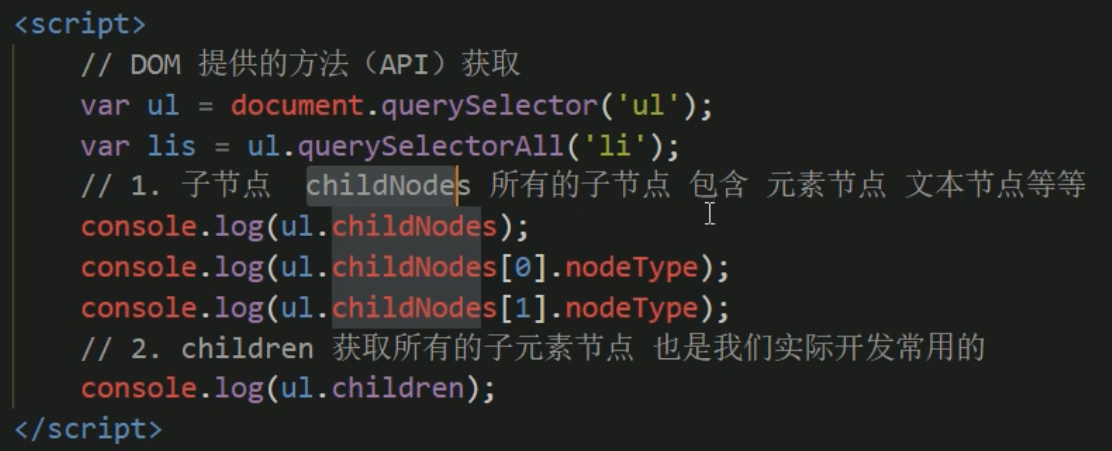 <script>
// DOM 提供的方法（API）获取
var ul = document.querySelector('ul');
var lis = ul.querySelectorAll('li');
// 1. 子节点  childNodes 所有的子节点 包含 元素节点 文本节点等等
console.log(ul.childNodes);
console.log(ul.childNodes[0].nodeType);
console.log(ul.childNodes[1].nodeType);
// 2. children 获取所有的子元素节点 也是我们实际开发常用的
console.log(ul.children);
</script>